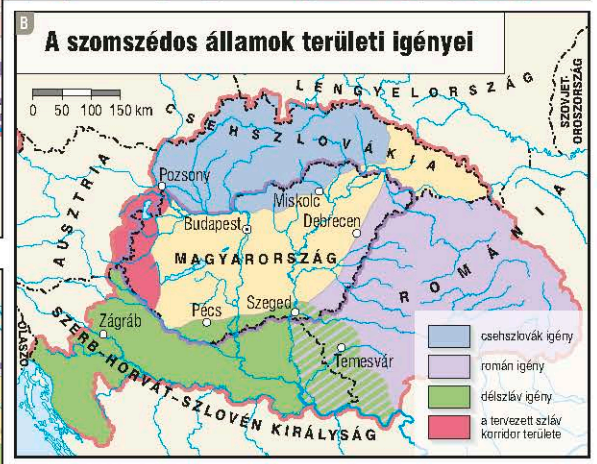 B
A szomszédos államok területi igényei
0 50 100 150 km
LENGYELORSZÁG
SZOVJET-
OROSZORSZÁG
CSEHSZLOVÁKIA
AUSZTRIA
Pozsony
Miskolc
Budapest
Debrecen
MAGYARORSZÁG
ROMÁNIA
Szeged
Pécs
Zágráb
Temesvár
OLASZO.
SZERB-HORVÁT-SZLOVÉN KIRÁLYSÁG
csehszlovák igény
román igény
délszláv igény
a tervezett szláv
korridor területe